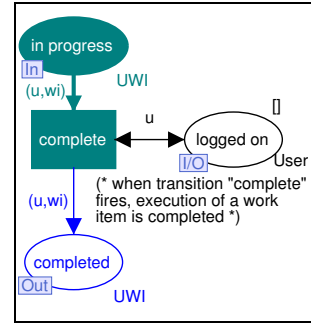 in progress
In
UWI
(u,wi)
u
[]
complete
logged on
I/O
User
(* when transition "complete"
fires, execution of a work
item is completed *)
(u,wi)
completed
Out
UWI